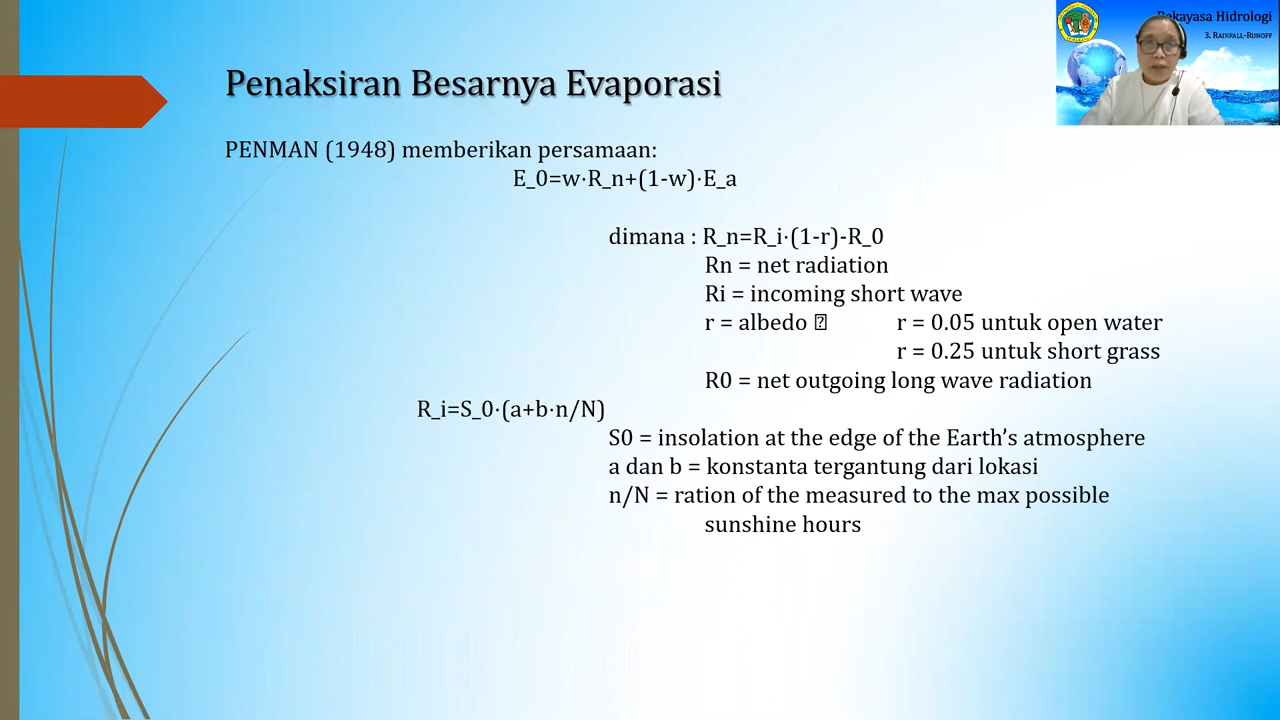 Rekayasa Hidrologi
3. RAINFALL-RUNOFF
Penaksiran Besarnya Evaporasi
PENMAN (1948) memberikan persamaan:
E_0=w·R_n+(1-w)·E_a
dimana : R_n=R_i·(1-r)-R_0
Rn = net radiation
Ri = incoming short wave
r = albedo r = 0.05 untuk open water
r = 0.25 untuk short grass
R0 = net outgoing long wave radiation
R_i=S_0·(a+b·n/N)
S0 = insolation at the edge of the Earth’s atmosphere
a dan b = konstanta tergantung dari lokasi
n/N = ration of the measured to the max possible
sunshine hours